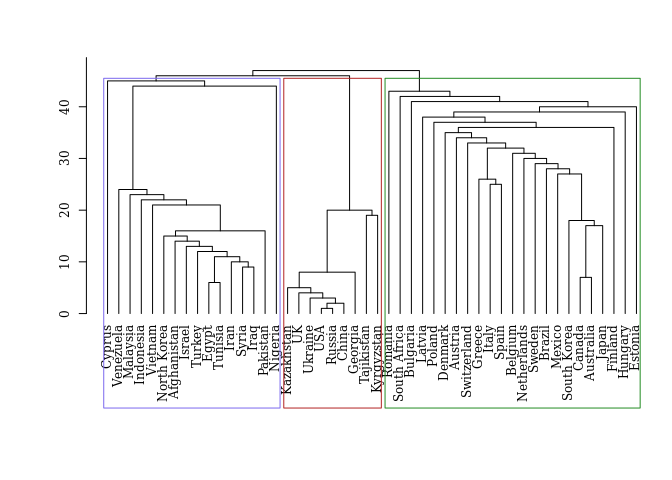 40
30
20
10
0
Cyprus
Venezuela
Malaysia
Indonesia
Vietnam
North Korea
Afghanistan
Israel
Turkey
Egypt
Tunisia
Iran
Syria
Iraq
Pakistan
Nigeria
Kazakhstan
UK
Ukraine
USA
Russia
China
Georgia
Tajikistan
Kyrgyzstan
Romania
South Africa
Bulgaria
Latvia
Poland
Denmark
Austria
Switzerland
Greece
Italy
Spain
Belgium
Netherlands
Sweden
Brazil
Mexico
South Korea
Canada
Australia
Japan
Finland
Hungary
Estonia